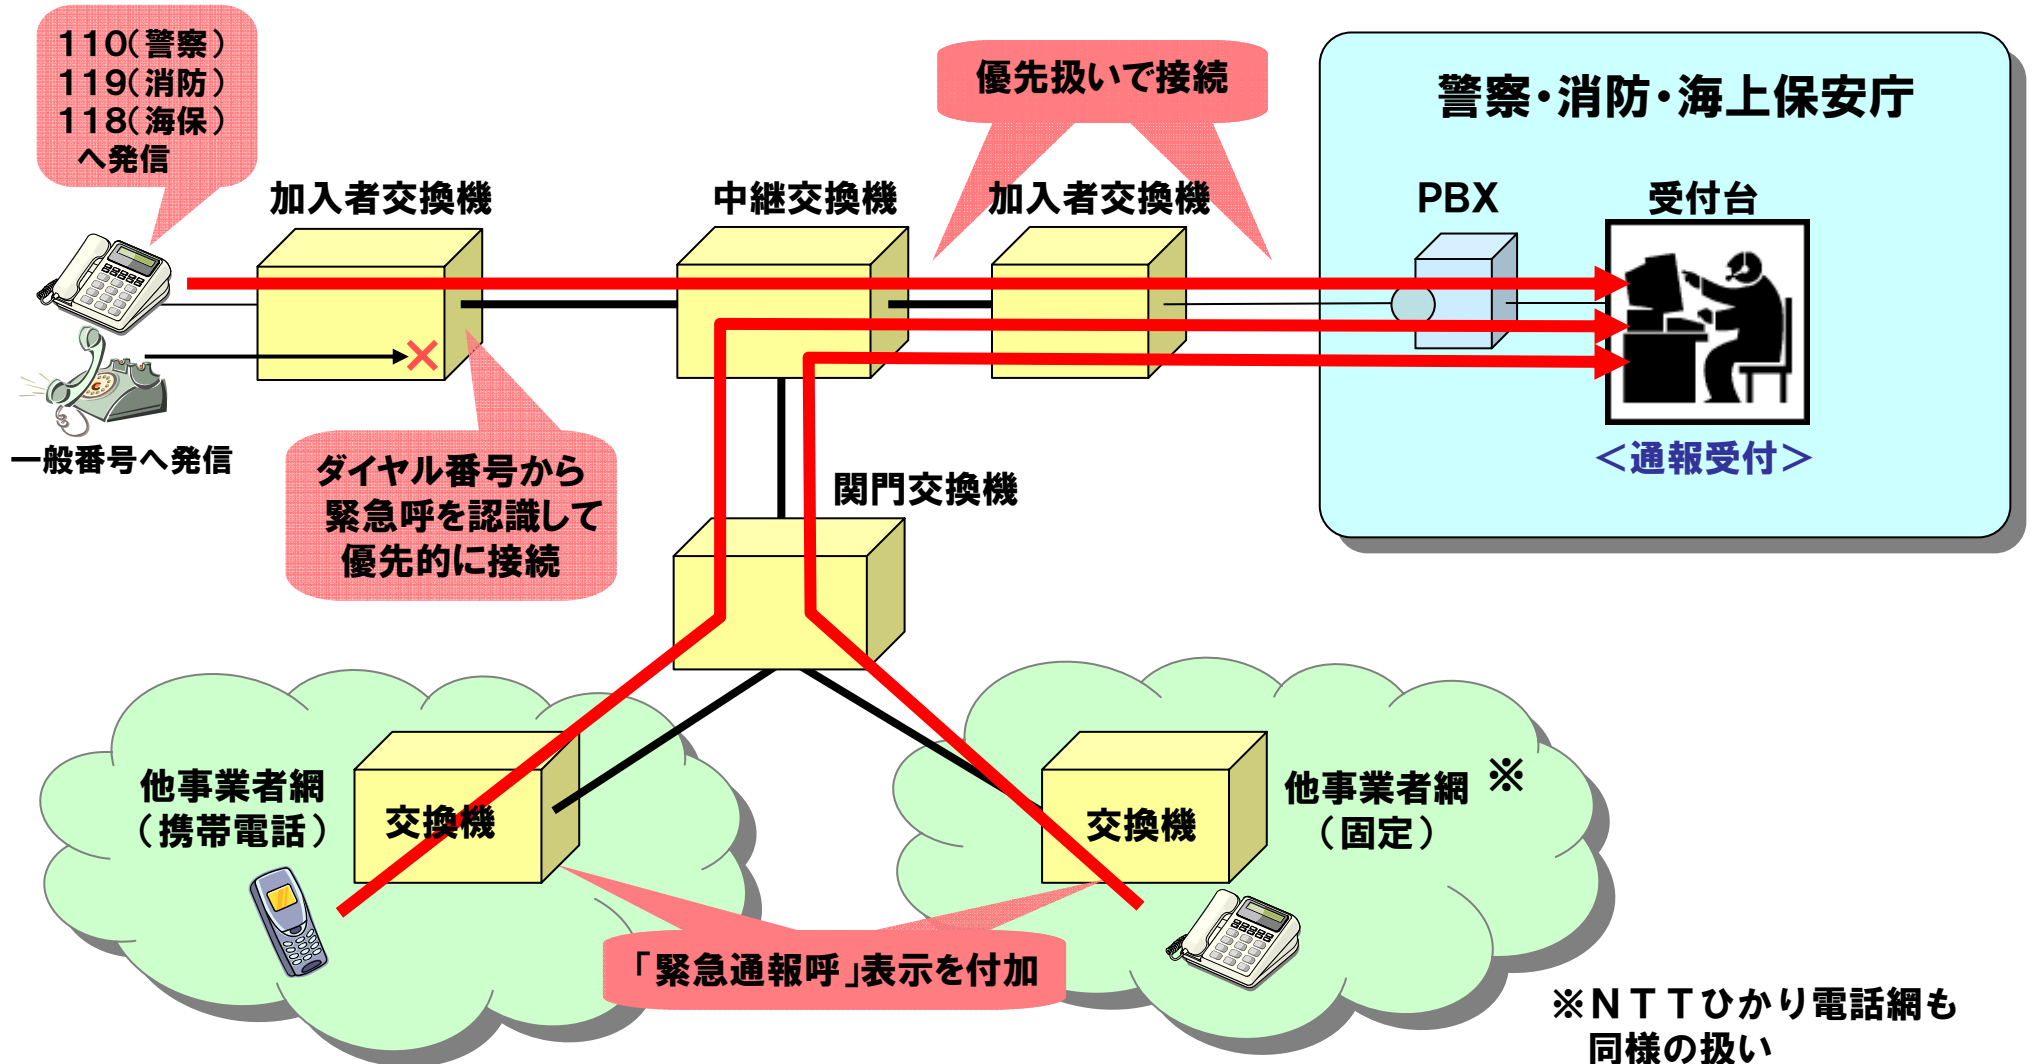 110(警察)
119(消防)
118(海保)
へ発信
優先扱いで接続
警察・消防・海上保安庁
加入者交換機
中継交換機
加入者交換機
PBX
受付台
一般番号へ発信
ダイヤル番号から
緊急呼を認識して
優先的に接続
<通報受付>
関門交換機
他事業者網
(携帯電話)
交換機
交換機
他事業者網 ※
(固定)
「緊急通報呼」表示を付加
※NTTひかり電話網も
同様の扱い